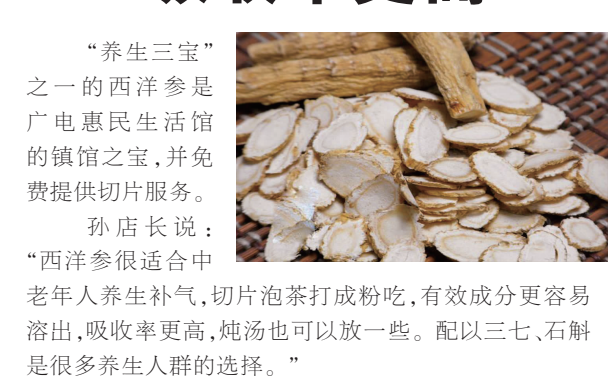 “养生三宝”
之一的西洋参是
广电惠民生活馆
的镇馆之宝,并免
费提供切片服务。
孙店长说:
“西洋参很适合中
老年人养生补气,切片泡茶打成粉吃,有效成分更容易
溶出,吸收率更高,炖汤也可以放一些。配以三七、石斛
是很多养生人群的选择。”